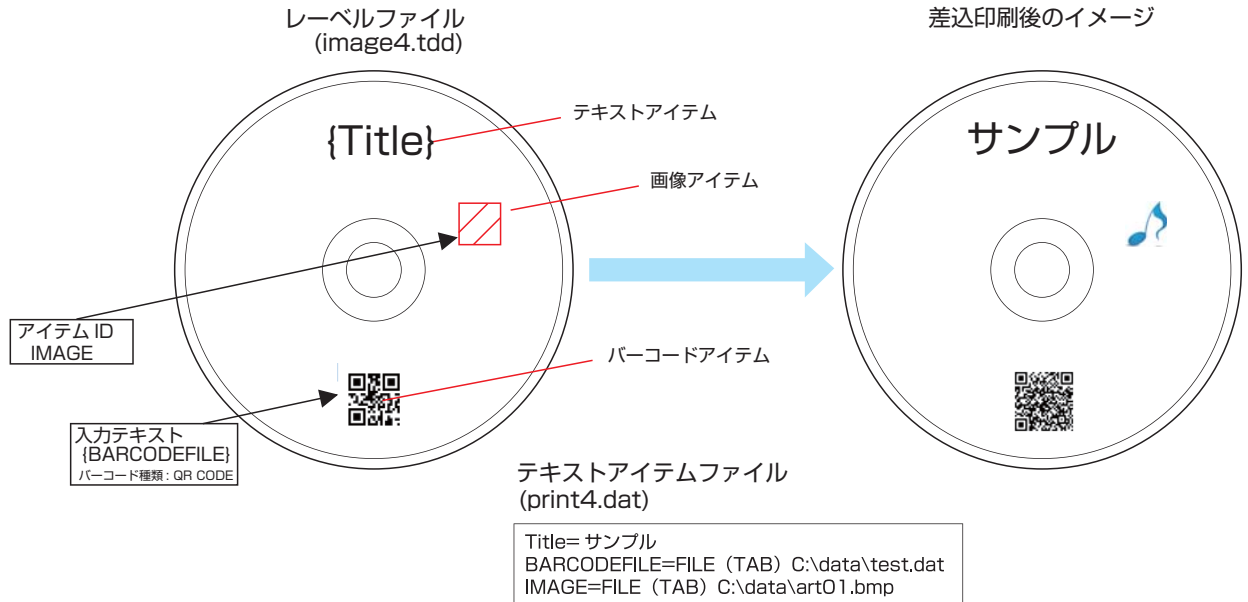 レーベルファイル
(image4.tdd)
差込印刷後のイメージ
テキストアイテム
{Title}
サンプル
画像アイテム
アイテム ID
IMAGE
バーコードアイテム
入力テキスト
{BARCODEFILE}
バーコード種類 : QR CODE
テキストアイテムファイル
(print4.dat)
Title= サンプル
BARCODEFILE=FILE（TAB）C:\data\test.dat
IMAGE=FILE（TAB）C:\data\art01.bmp